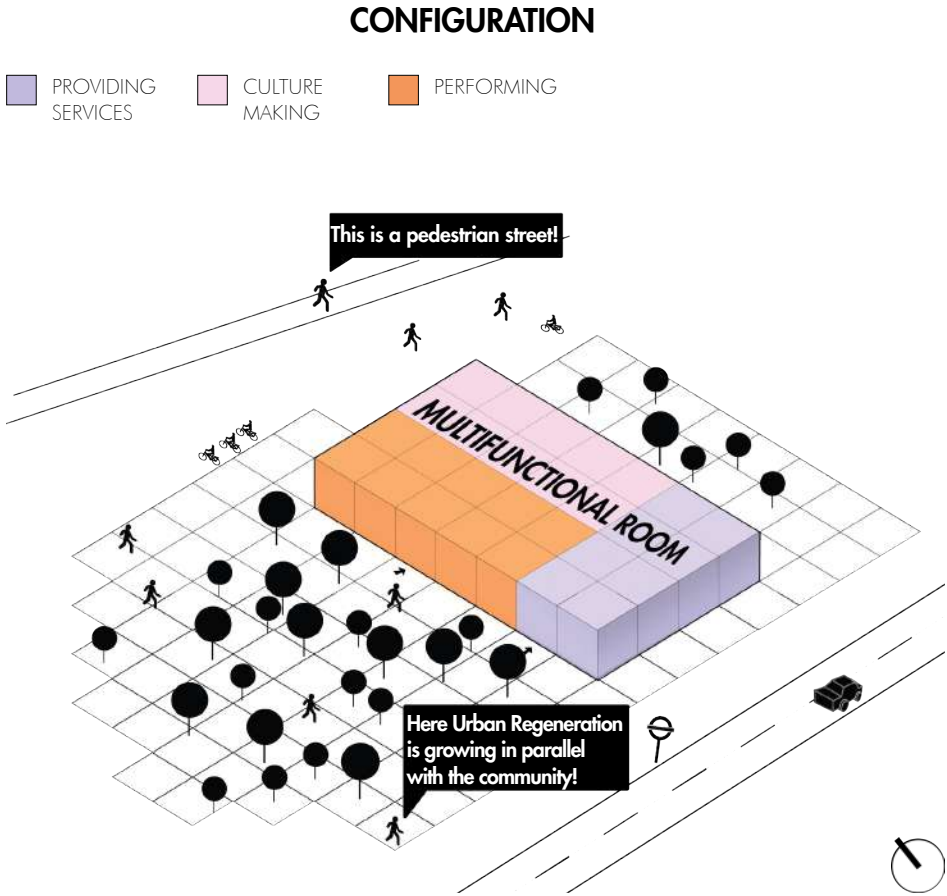 CONFIGURATION
PROVIDING
SERVICES
CULTURE
MAKING
PERFORMING
This is a pedestrian street!
MULTIFUNCTIONAL ROOM
Here Urban Regeneration
is growing in parallel
with the community!